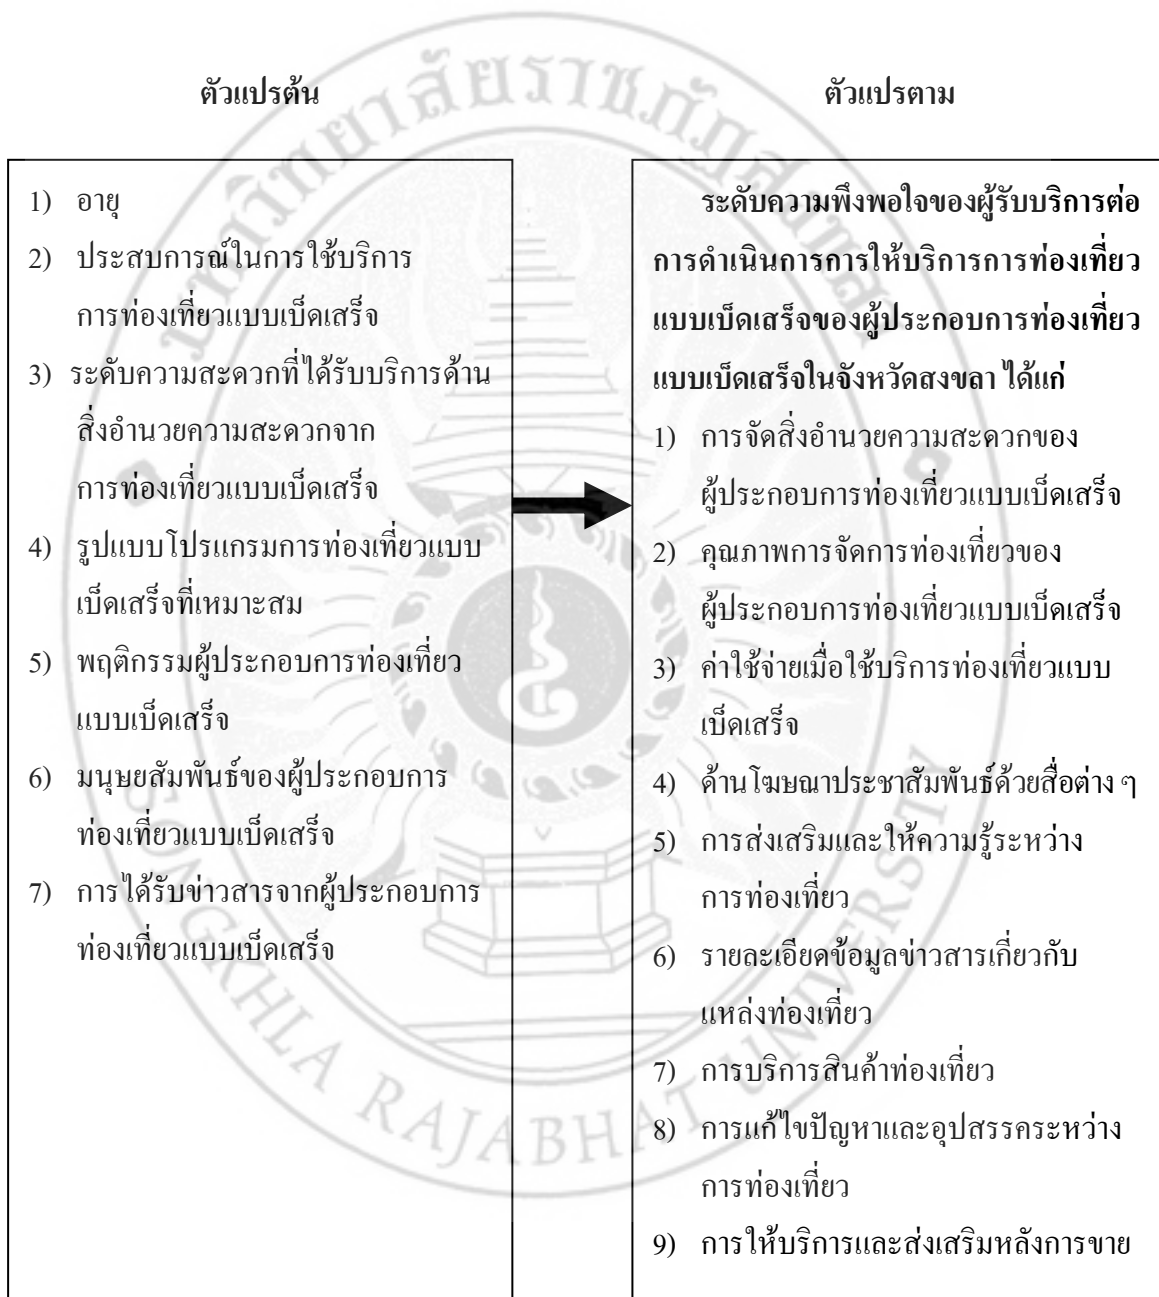 ตัวแปรต้น
ตัวแปรตาม
1) อายุ
2) ประสบการณ์ในการใช้บริการ
การท่องเที่ยวแบบเบ็ดเสร็จ
3) ระดับความสะดวกที่ได้รับบริการด้าน
สิ่งอำนวยความสะดวกจาก
การท่องเที่ยวแบบเบ็ดเสร็จ
4) รูปแบบโปรแกรมการท่องเที่ยวแบบ
เบ็ดเสร็จที่เหมาะสม
5) พฤติกรรมผู้ประกอบการท่องเที่ยว
แบบเบ็ดเสร็จ
6) มนุษยสัมพันธ์ของผู้ประกอบการ
ท่องเที่ยวแบบเบ็ดเสร็จ
7) การได้รับข่าวสารจากผู้ประกอบการ
ท่องเที่ยวแบบเบ็ดเสร็จ
ระดับความพึงพอใจของผู้รับบริการต่อ
การดำเนินการการให้บริการการท่องเที่ยว
แบบเบ็ดเสร็จของผู้ประกอบการท่องเที่ยว
แบบเบ็ดเสร็จในจังหวัดสงขลา ได้แก่
1) การจัดสิ่งอำนวยความสะดวกของ
ผู้ประกอบการท่องเที่ยวแบบเบ็ดเสร็จ
2) คุณภาพการจัดการท่องเที่ยวของ
ผู้ประกอบการท่องเที่ยวแบบเบ็ดเสร็จ
3) ค่าใช้จ่ายเมื่อใช้บริการท่องเที่ยวแบบ
เบ็ดเสร็จ
4) ด้านโฆษณาประชาสัมพันธ์ด้วยสื่อต่าง ๆ
5) การส่งเสริมและให้ความรู้ระหว่าง
การท่องเที่ยว
6) รายละเอียดข้อมูลข่าวสารเกี่ยวกับ
แหล่งท่องเที่ยว
7) การบริการสินค้าท่องเที่ยว
8) การแก้ไขปัญหาและอุปสรรคระหว่าง
การท่องเที่ยว
9) การให้บริการและส่งเสริมหลังการขาย
มหาวิทยาลัยราชภัฏสงขลา
SONGKHLA RAJABHAT UNIVERSITY